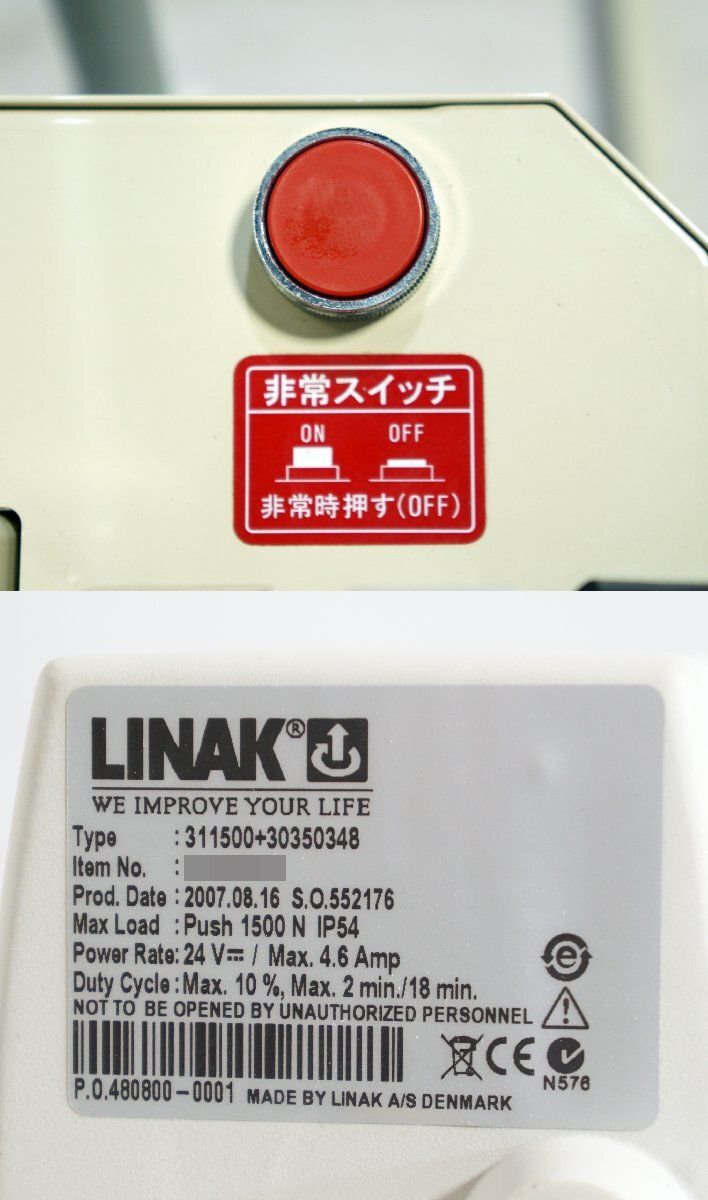 非常スイッチ
ON OFF
非常時押す(OFF)
LINAK®
WE IMPROVE YOUR LIFE
Type : 311500+30350348
Item No. :
Prod. Date : 2007.08.16 S.O.552176
Max Load : Push 1500 N IP54
Power Rate: 24 V⎓ / Max. 4.6 Amp
Duty Cycle : Max. 10 %, Max. 2 min./18 min.
NOT TO BE OPENED BY UNAUTHORIZED PERSONNEL
e
CE
N576
P.O.480800-0001 MADE BY LINAK A/S DENMARK